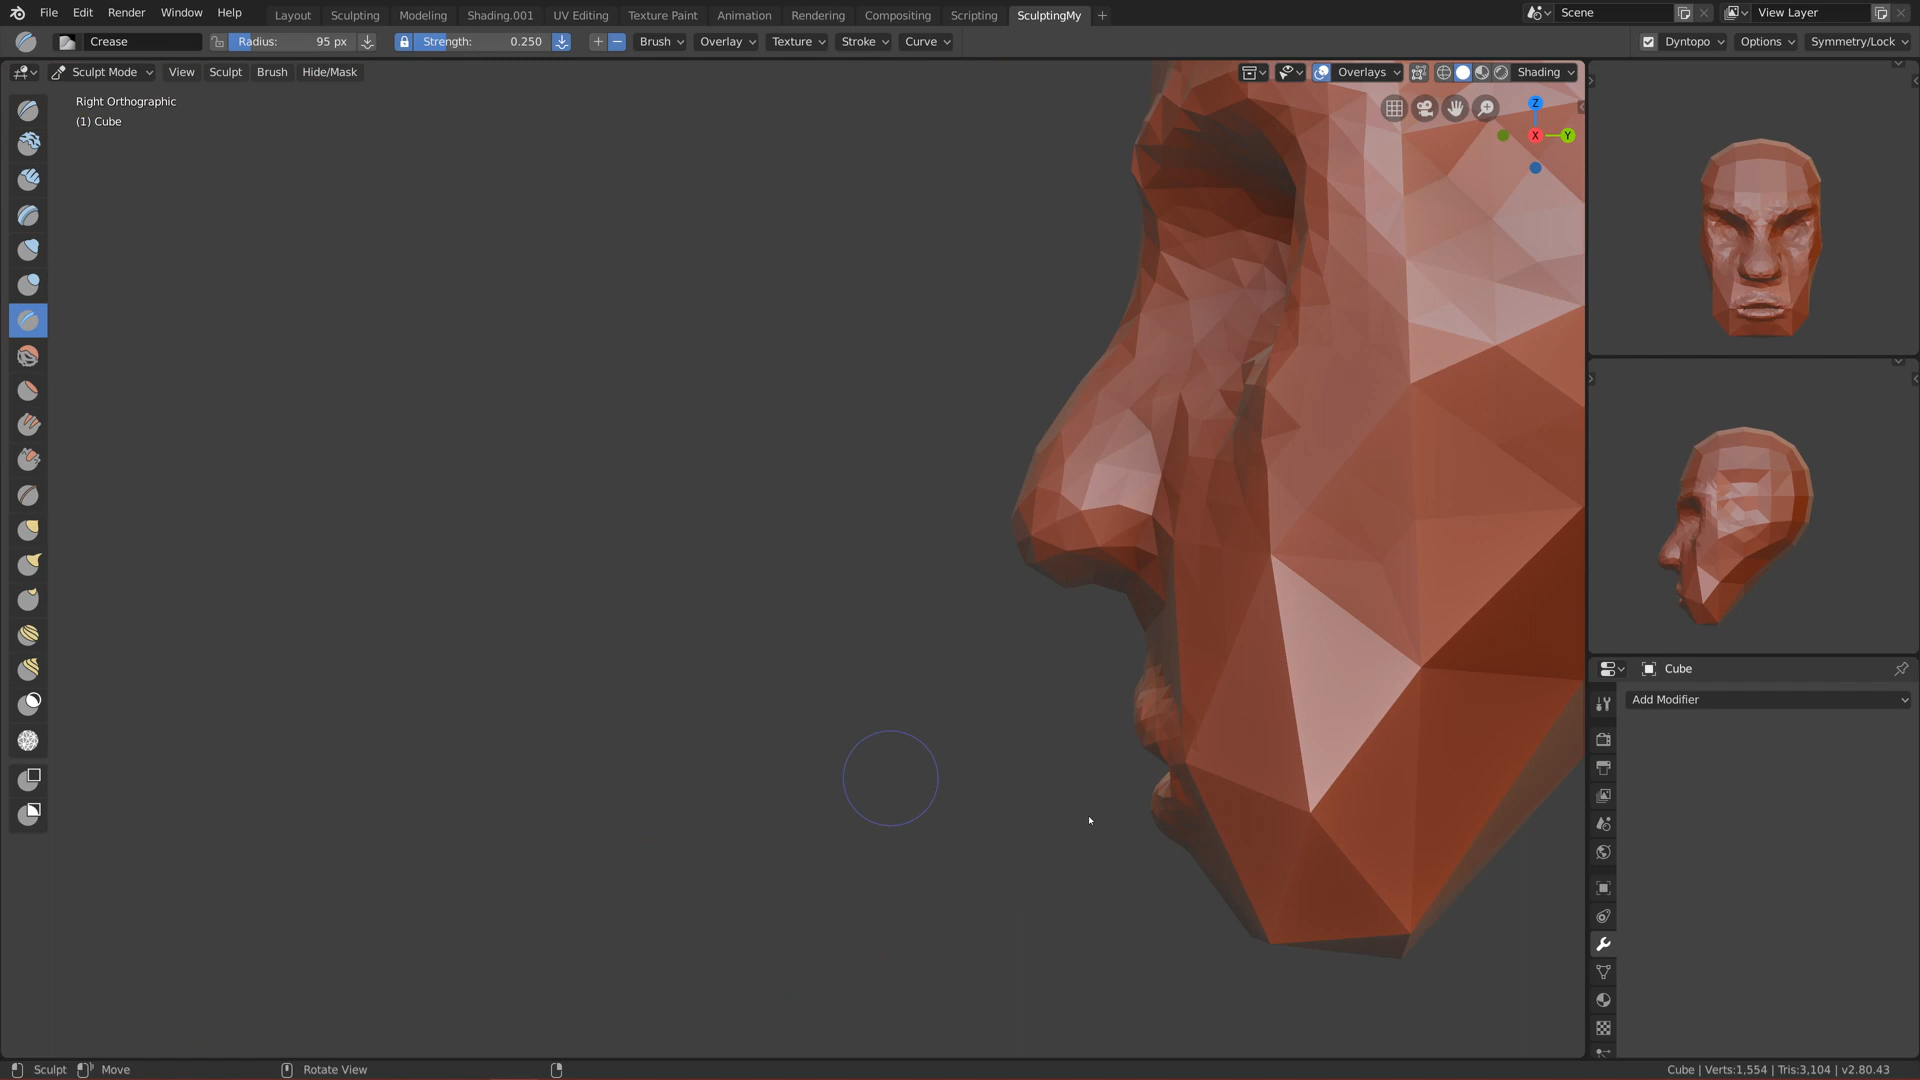 File Edit Render Window Help Layout Sculpting Modeling Shading.001 UV Editing Texture Paint Animation Rendering Compositing Scripting SculptingMy + Scene View Layer
Crease Radius: 95 px Strength: 0.250 Brush Overlay Texture Stroke Curve Dyntopo Options Symmetry/Lock
Sculpt Mode View Sculpt Brush Hide/Mask Overlays Shading
Right Orthographic
(1) Cube
Z
X
Y
Cube
Add Modifier
Sculpt Move Rotate View Cube | Verts:1,554 | Tris:3,104 | v2.80.43